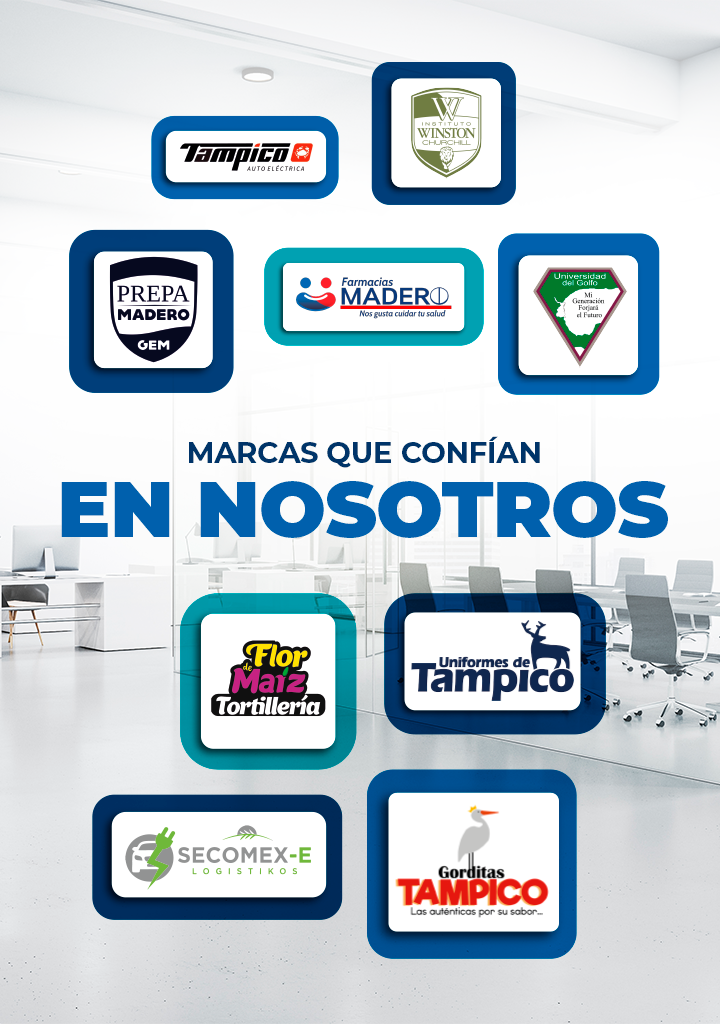 Tampico
AUTO ELÉCTRICA
W
INSTITUTO
WINSTON
CHURCHILL
PREPA
MADERO
GEM
Farmacias
MADERO
Nos gusta cuidar tu salud
Universidad
del Golfo
Mi
Generación
Forjará
el Futuro
MARCAS QUE CONFÍAN
EN NOSOTROS
Flor
de
Maíz
Tortillería
Uniformes de
Tampico
SECOMEX-E
LOGISTIKOS
Gorditas
TAMPICO
Las auténticas por su sabor...